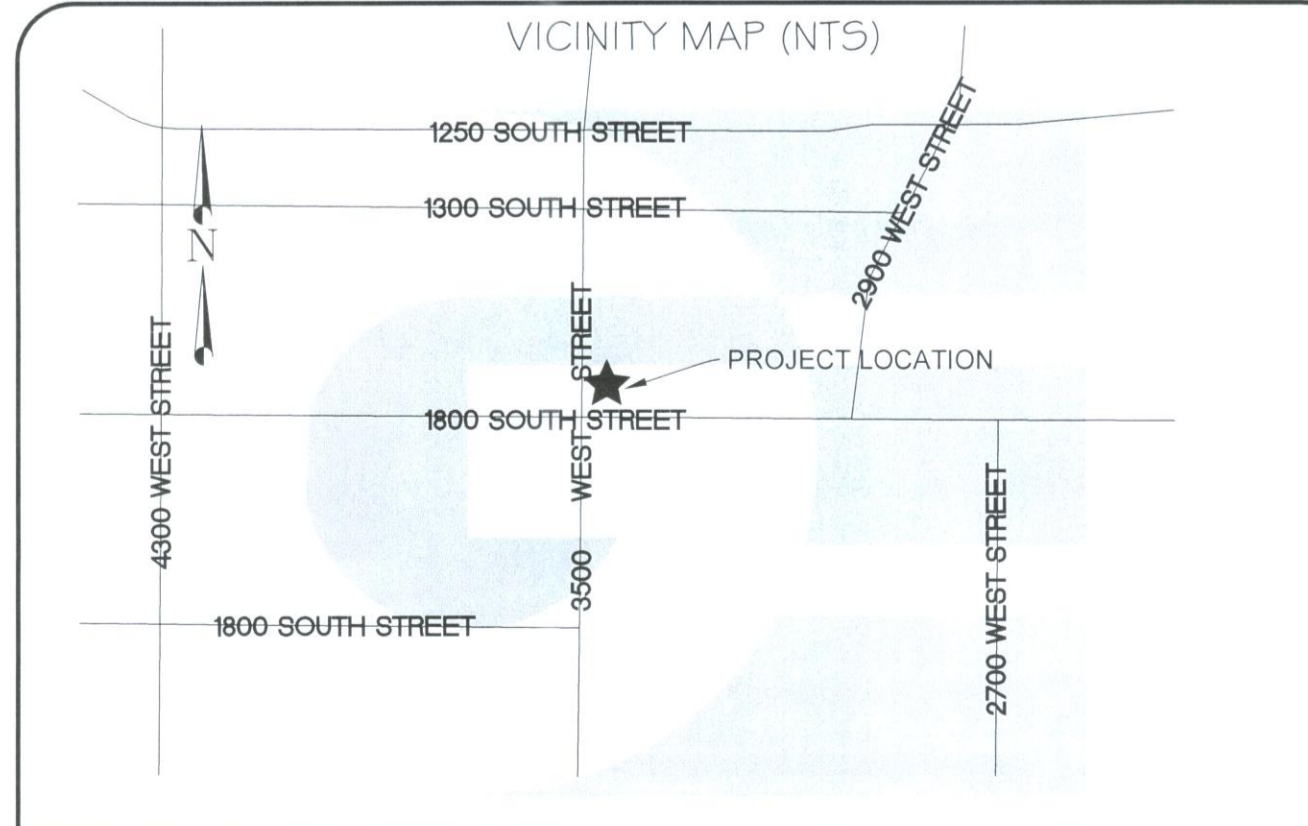 VICINITY MAP (NTS)
1250 SOUTH STREET
1300 SOUTH STREET
2900 WEST STREET
N
PROJECT LOCATION
4300 WEST STREET
3500 WEST STREET
1800 SOUTH STREET
1800 SOUTH STREET
2700 WEST STREET